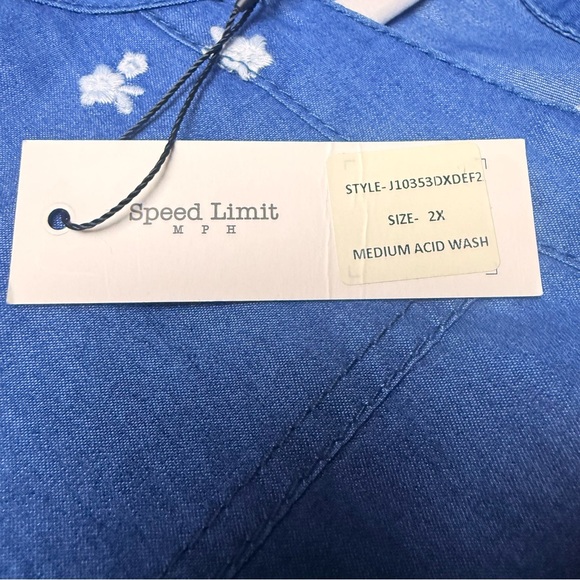 Speed Limit
MPH
STYLE- J10353DXDEF2
SIZE- 2X
MEDIUM ACID WASH